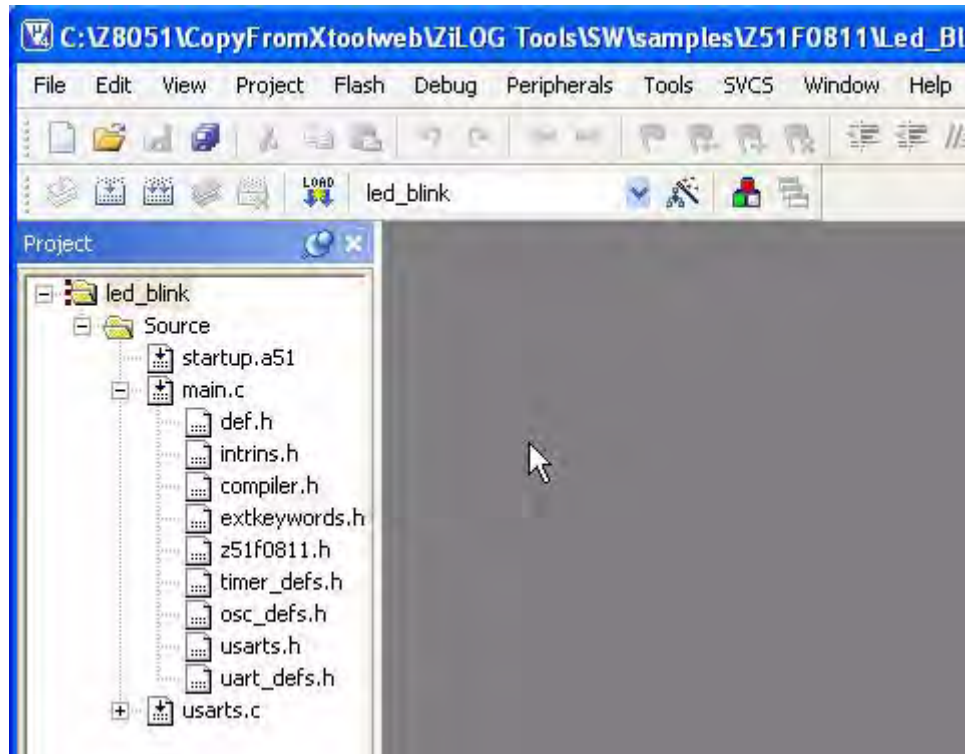 C:\Z8051\CopyFromXtoolweb\ZiLOG Tools\SW\samples\Z51F0811\Led_Bl
File Edit View Project Flash Debug Peripherals Tools SVCS Window Help
LOAD led_blink
Project
led_blink
Source
startup.a51
main.c
def.h
intrins.h
compiler.h
extkeywords.h
z51f0811.h
timer_defs.h
osc_defs.h
usarts.h
uart_defs.h
usarts.c